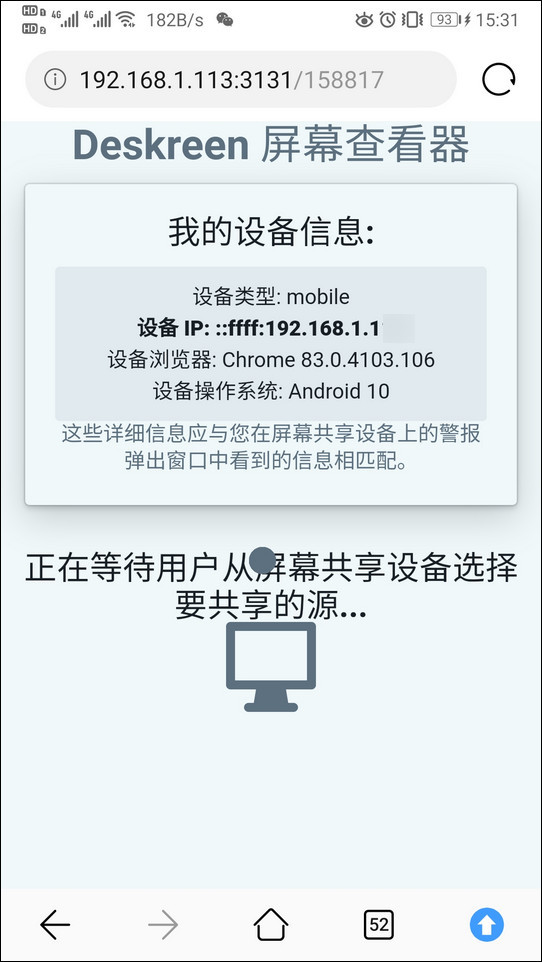 HD 1 4G 4G 182B/s 93 15:31
HD 2
192.168.1.113:3131/158817
Deskreen 屏幕查看器
我的设备信息:
设备类型: mobile
设备 IP: ::ffff:192.168.1.1
设备浏览器: Chrome 83.0.4103.106
设备操作系统: Android 10
这些详细信息应与您在屏幕共享设备上的警报
弹出窗口中看到的信息相匹配。
正在等待用户从屏幕共享设备选择
要共享的源...
52